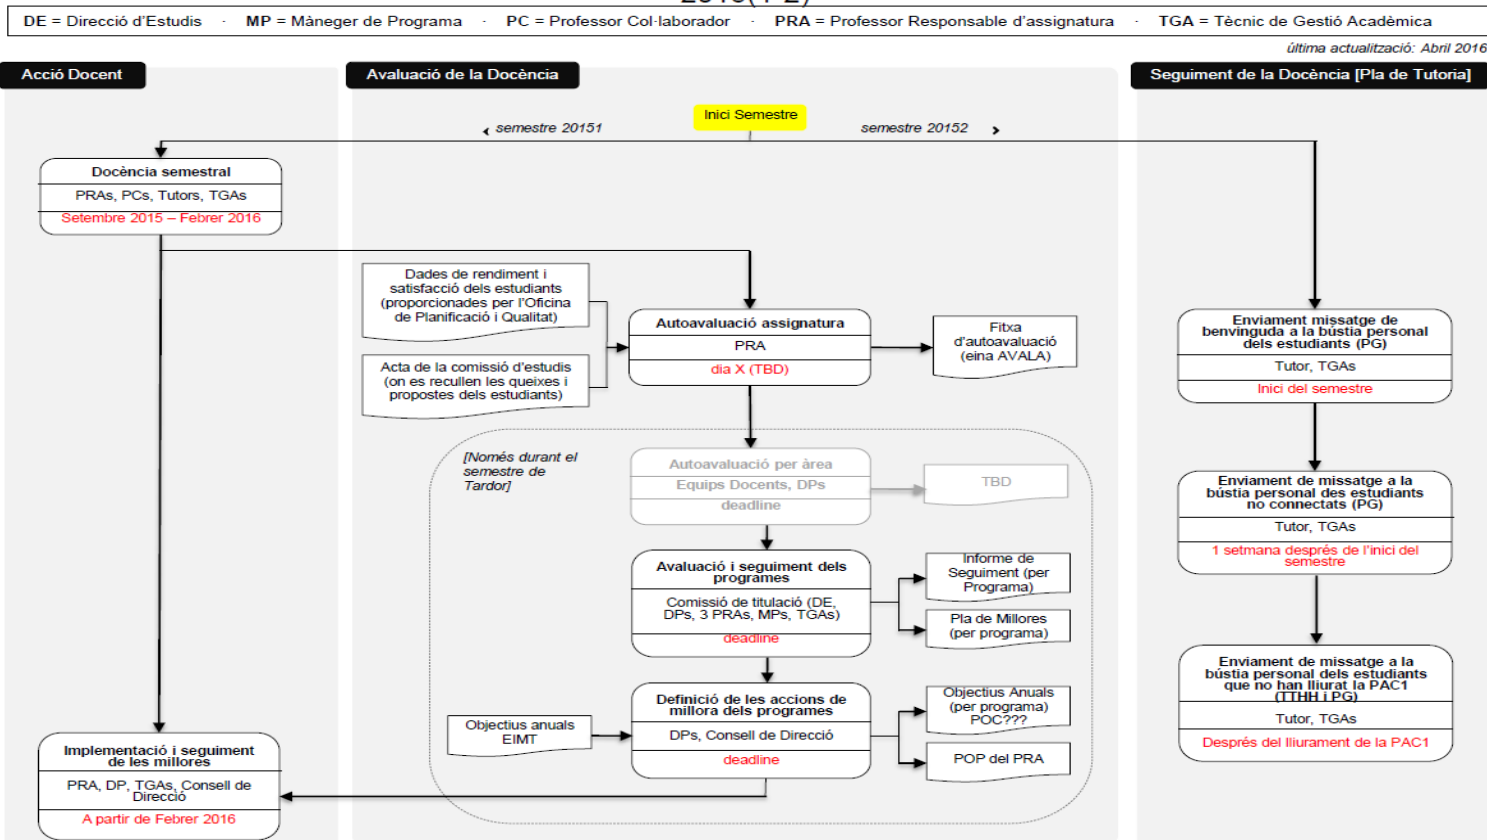 2015(1-2)
DE = Direcció d'Estudis · MP = Màneger de Programa · PC = Professor Col·laborador · PRA = Professor Responsable d'assignatura · TGA = Tècnic de Gestió Acadèmica
última actualització: Abril 2016
Acció Docent
Avaluació de la Docència
Seguiment de la Docència [Pla de Tutoria]
Inici Semestre
semestre 20151
semestre 20152
Docència semestral
PRAs, PCs, Tutors, TGAs
Setembre 2015 – Febrer 2016
Dades de rendiment i
satisfacció dels estudiants
(proporcionades per l'Oficina
de Planificació i Qualitat)
Acta de la comissió d'estudis
(on es recullen les queixes i
propostes dels estudiants)
Autoavaluació assignatura
PRA
dia X (TBD)
Fitxa
d'autoavaluació
(eina AVALA)
Enviament missatge de
benvinguda a la bústia personal
dels estudiants (PG)
Tutor, TGAs
Inici del semestre
[Només durant el
semestre de
Tardor]
Autoavaluació per àrea
Equips Docents, DPs
deadline
TBD
Enviament de missatge a la
bústia personal des estudiants
no connectats (PG)
Tutor, TGAs
1 setmana després de l'inici del
semestre
Avaluació i seguiment dels
programes
Comissió de titulació (DE,
DPs, 3 PRAs, MPs, TGAs)
deadline
Informe de
Seguiment (per
Programa)
Pla de Millores
(per programa)
Enviament de missatge a la
bústia personal dels estudiants
que no han lliurat la PAC1
(TTHH i PG)
Tutor, TGAs
Després del lliurament de la PAC1
Objectius anuals
EIMT
Definició de les accions de
millora dels programes
DPs, Consell de Direcció
deadline
Objectius Anuals
(per programa)
POC???
POP del PRA
Implementació i seguiment
de les millores
PRA, DP, TGAs, Consell de
Direcció
A partir de Febrer 2016